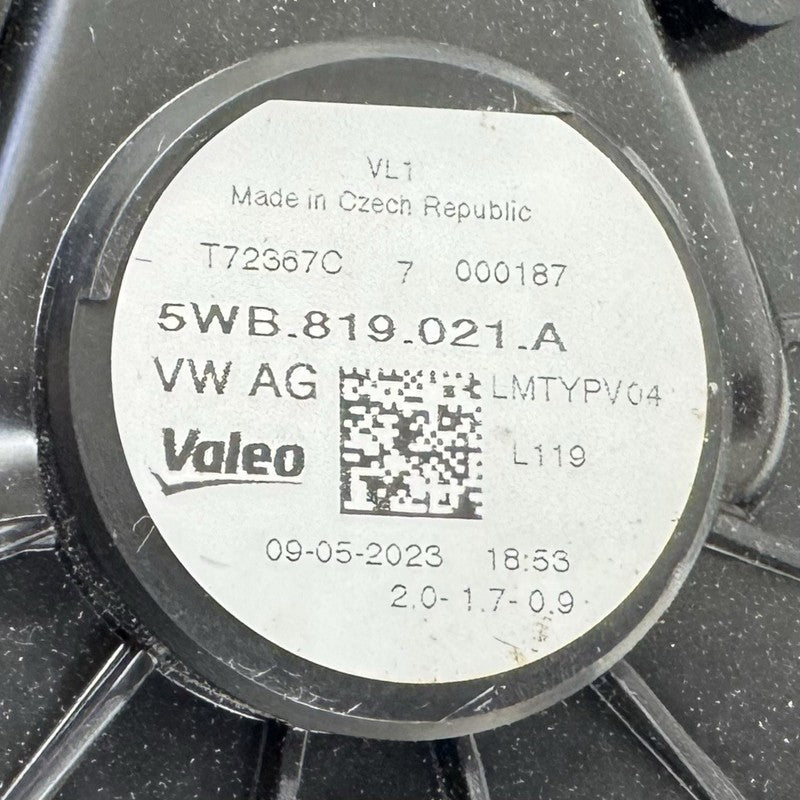 VL1
Made in Czech Republic
T72367C 7 000187
5WB.819.021.A
VW AG LMTYPV04
Valeo L119
09-05-2023 18:53
2.0- 1.7- 0.9